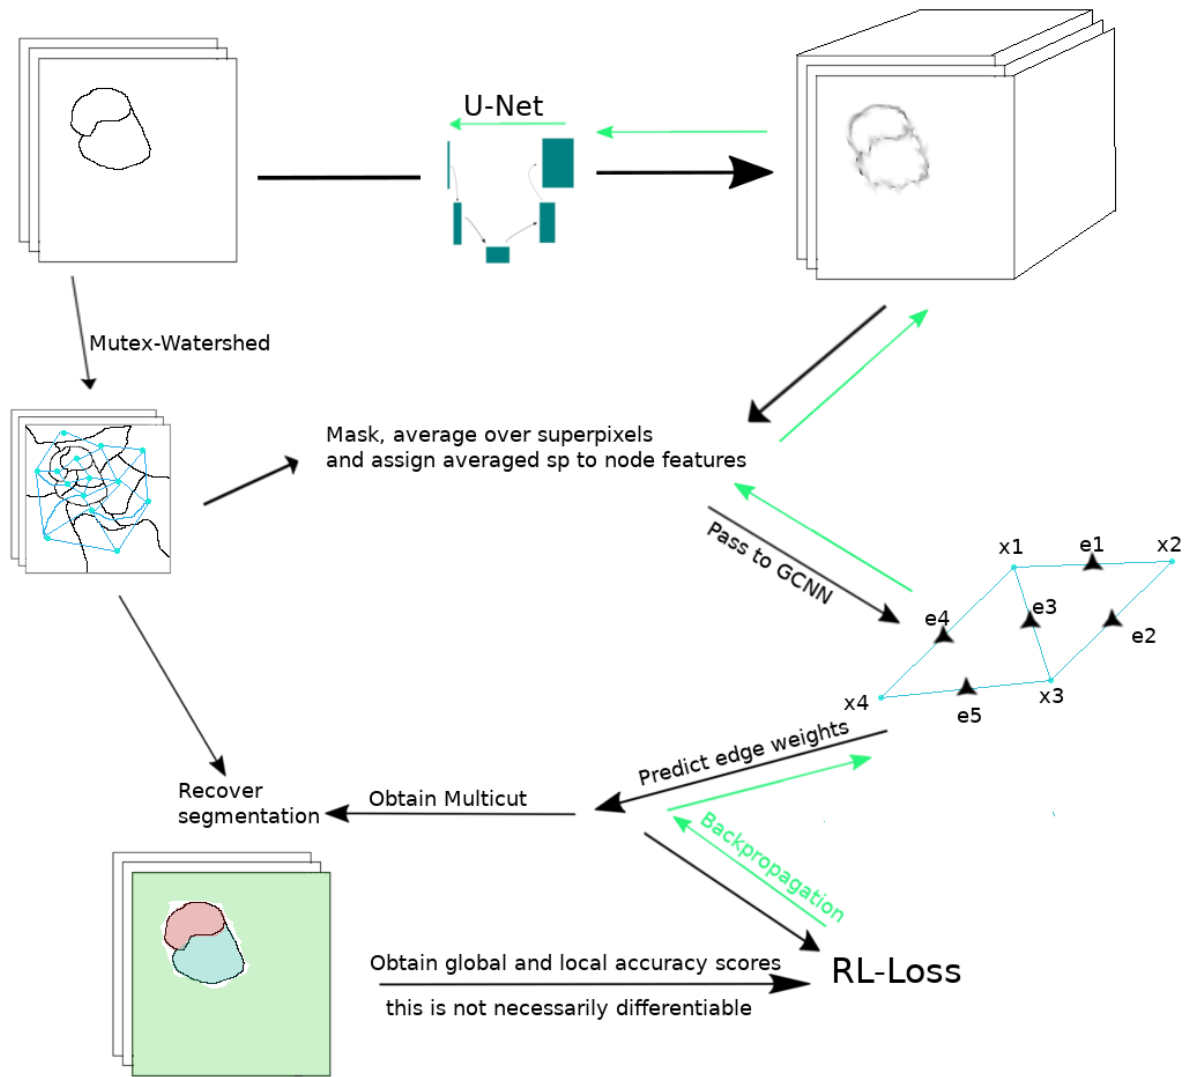 U-Net
Mutex-Watershed
Mask, average over superpixels
and assign averaged sp to node features
Pass to GCNN
x1
e1
x2
e4
e3
e2
x4
e5
x3
Predict edge weights
Recover
segmentation
Obtain Multicut
Backpropagation
Obtain global and local accuracy scores
this is not necessarily differentiable
RL-Loss